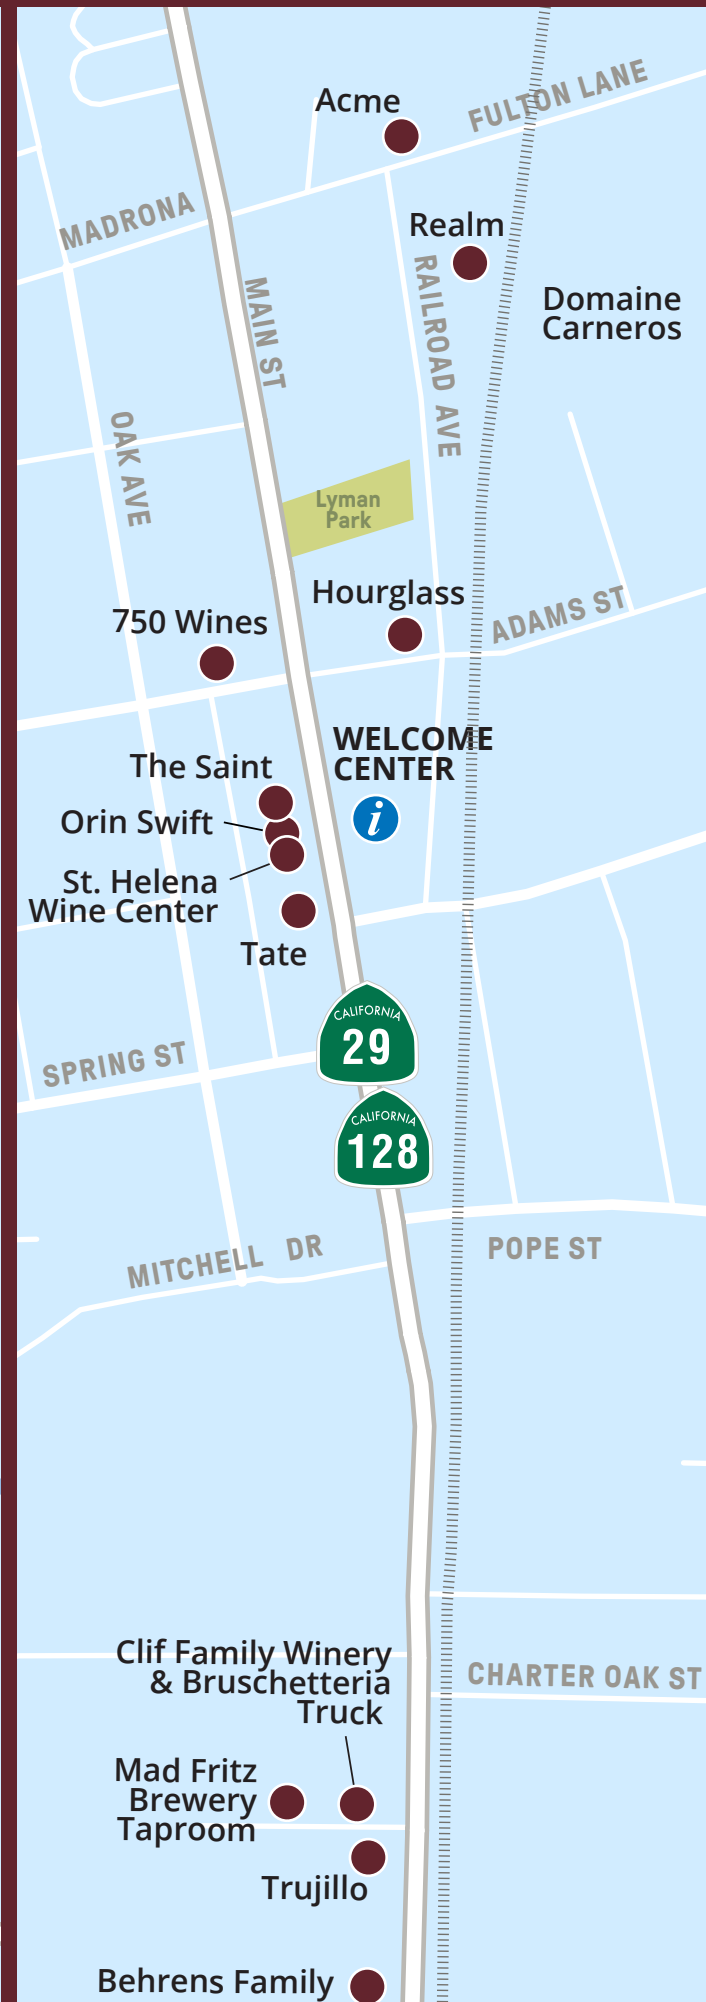 Acme
FULTON LANE
MADRONA
Realm
RAILROAD AVE
MAIN ST
Domaine
Carneros
OAK AVE
Lyman
Park
Hourglass
ADAMS ST
750 Wines
WELCOME
CENTER
i
The Saint
Orin Swift
St. Helena
Wine Center
Tate
CALIFORNIA
29
SPRING ST
CALIFORNIA
128
MITCHELL DR
POPE ST
Clif Family Winery
& Bruschetteria
Truck
CHARTER OAK ST
Mad Fritz
Brewery
Taproom
Trujillo
Behrens Family